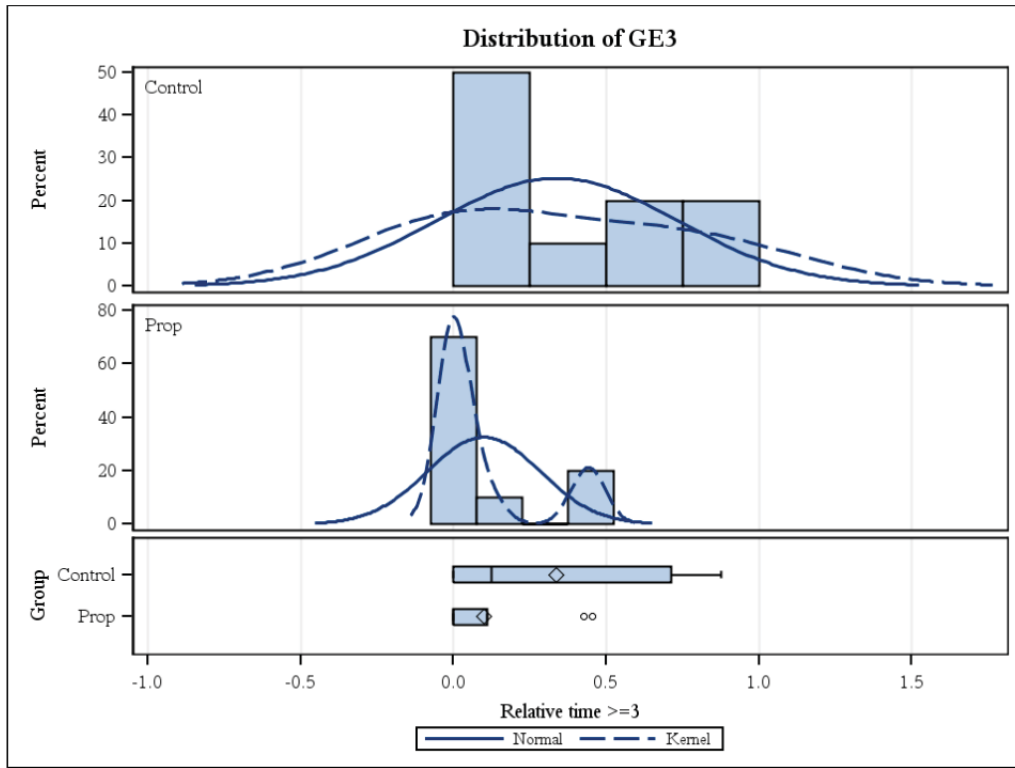 Distribution of GE3
Control
50
40
30
20
10
0
Percent
Prop
80
60
40
20
0
Percent
Group
Control
Prop
-1.0 -0.5 0.0 0.5 1.0 1.5
Relative time >=3
Normal Kernel